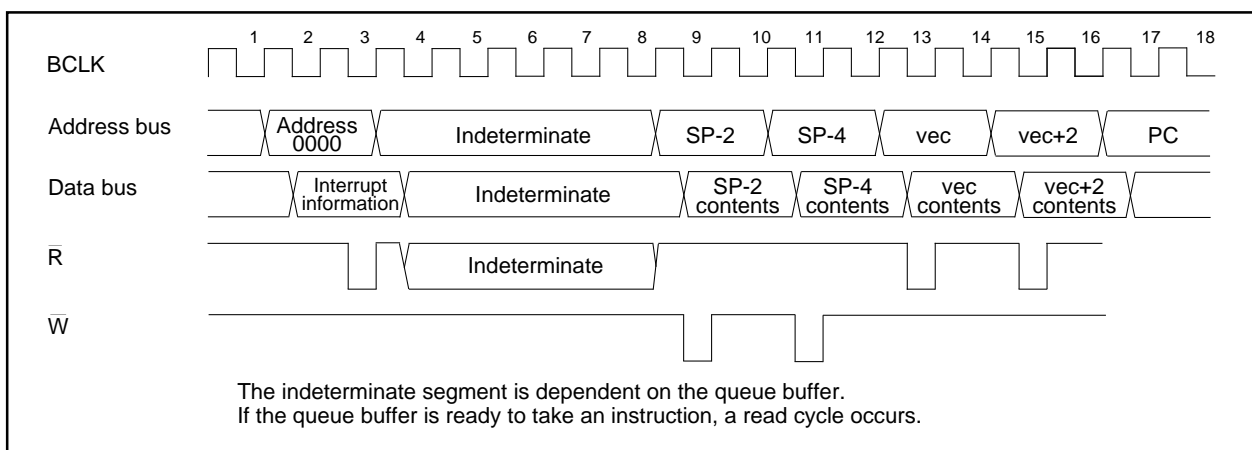 1 2 3 4 5 6 7 8 9 10 11 12 13 14 15 16 17 18
BCLK
Address bus
Address
0000
Indeterminate SP-2 SP-4 vec vec+2 PC
Data bus
Interrupt
information
Indeterminate
SP-2
contents
SP-4
contents
vec
contents
vec+2
contents
R̅
Indeterminate
W̅
The indeterminate segment is dependent on the queue buffer.
If the queue buffer is ready to take an instruction, a read cycle occurs.